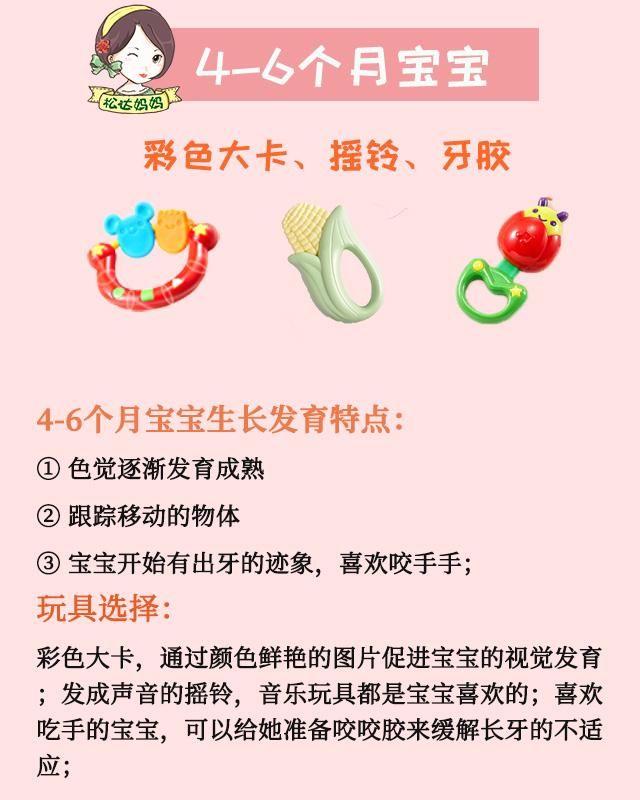 松达妈妈
4-6个月宝宝
彩色大卡、摇铃、牙胶
4-6个月宝宝生长发育特点：
① 色觉逐渐发育成熟
② 跟踪移动的物体
③ 宝宝开始有出牙的迹象，喜欢咬手手；
玩具选择：
彩色大卡，通过颜色鲜艳的图片促进宝宝的视觉发育
；发成声音的摇铃，音乐玩具都是宝宝喜欢的；喜欢
吃手的宝宝，可以给她准备咬咬胶来缓解长牙的不适
应；